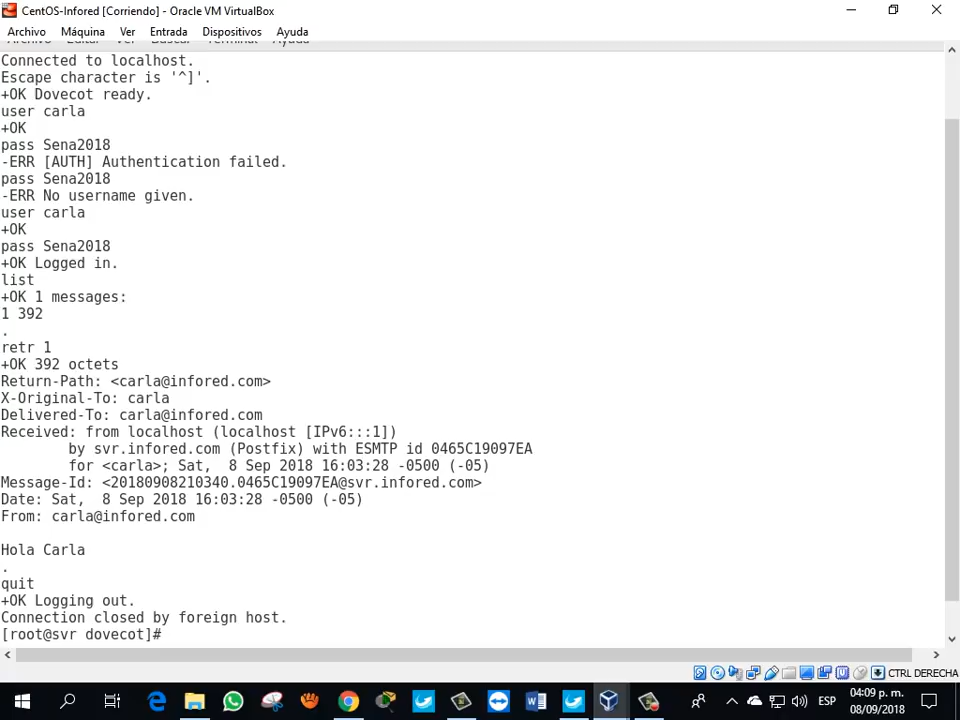 CentOS-Infored [Corriendo] - Oracle VM VirtualBox
Archivo Máquina Ver Entrada Dispositivos Ayuda
Archivo Editar Ver Buscar Terminal Ayuda
Connected to localhost.
Escape character is '^]'.
+OK Dovecot ready.
user carla
+OK
pass Sena2018
-ERR [AUTH] Authentication failed.
pass Sena2018
-ERR No username given.
user carla
+OK
pass Sena2018
+OK Logged in.
list
+OK 1 messages:
1 392
.
retr 1
+OK 392 octets
Return-Path: <carla@infored.com>
X-Original-To: carla
Delivered-To: carla@infored.com
Received: from localhost (localhost [IPv6:::1])
        by svr.infored.com (Postfix) with ESMTP id 0465C19097EA
        for <carla>; Sat,  8 Sep 2018 16:03:28 -0500 (-05)
Message-Id: <20180908210340.0465C19097EA@svr.infored.com>
Date: Sat,  8 Sep 2018 16:03:28 -0500 (-05)
From: carla@infored.com

Hola Carla
.
quit
+OK Logging out.
Connection closed by foreign host.
[root@svr dovecot]#
CTRL DERECHA
ESP
04:09 p. m.
08/09/2018